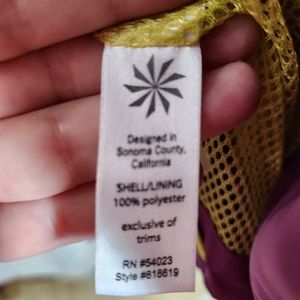 Designed in
Sonoma County,
California
SHELL/LINING
100% polyester
exclusive of
trims
RN #54023
Style #818619